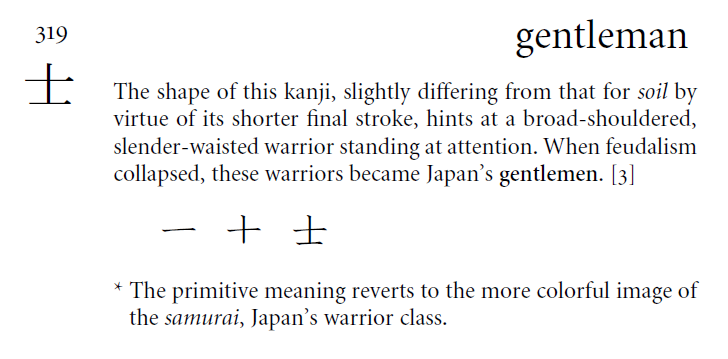 319
gentleman
士
The shape of this kanji, slightly differing from that for soil by
virtue of its shorter final stroke, hints at a broad-shouldered,
slender-waisted warrior standing at attention. When feudalism
collapsed, these warriors became Japan’s gentlemen. [3]
一 十 士
* The primitive meaning reverts to the more colorful image of
the samurai, Japan’s warrior class.